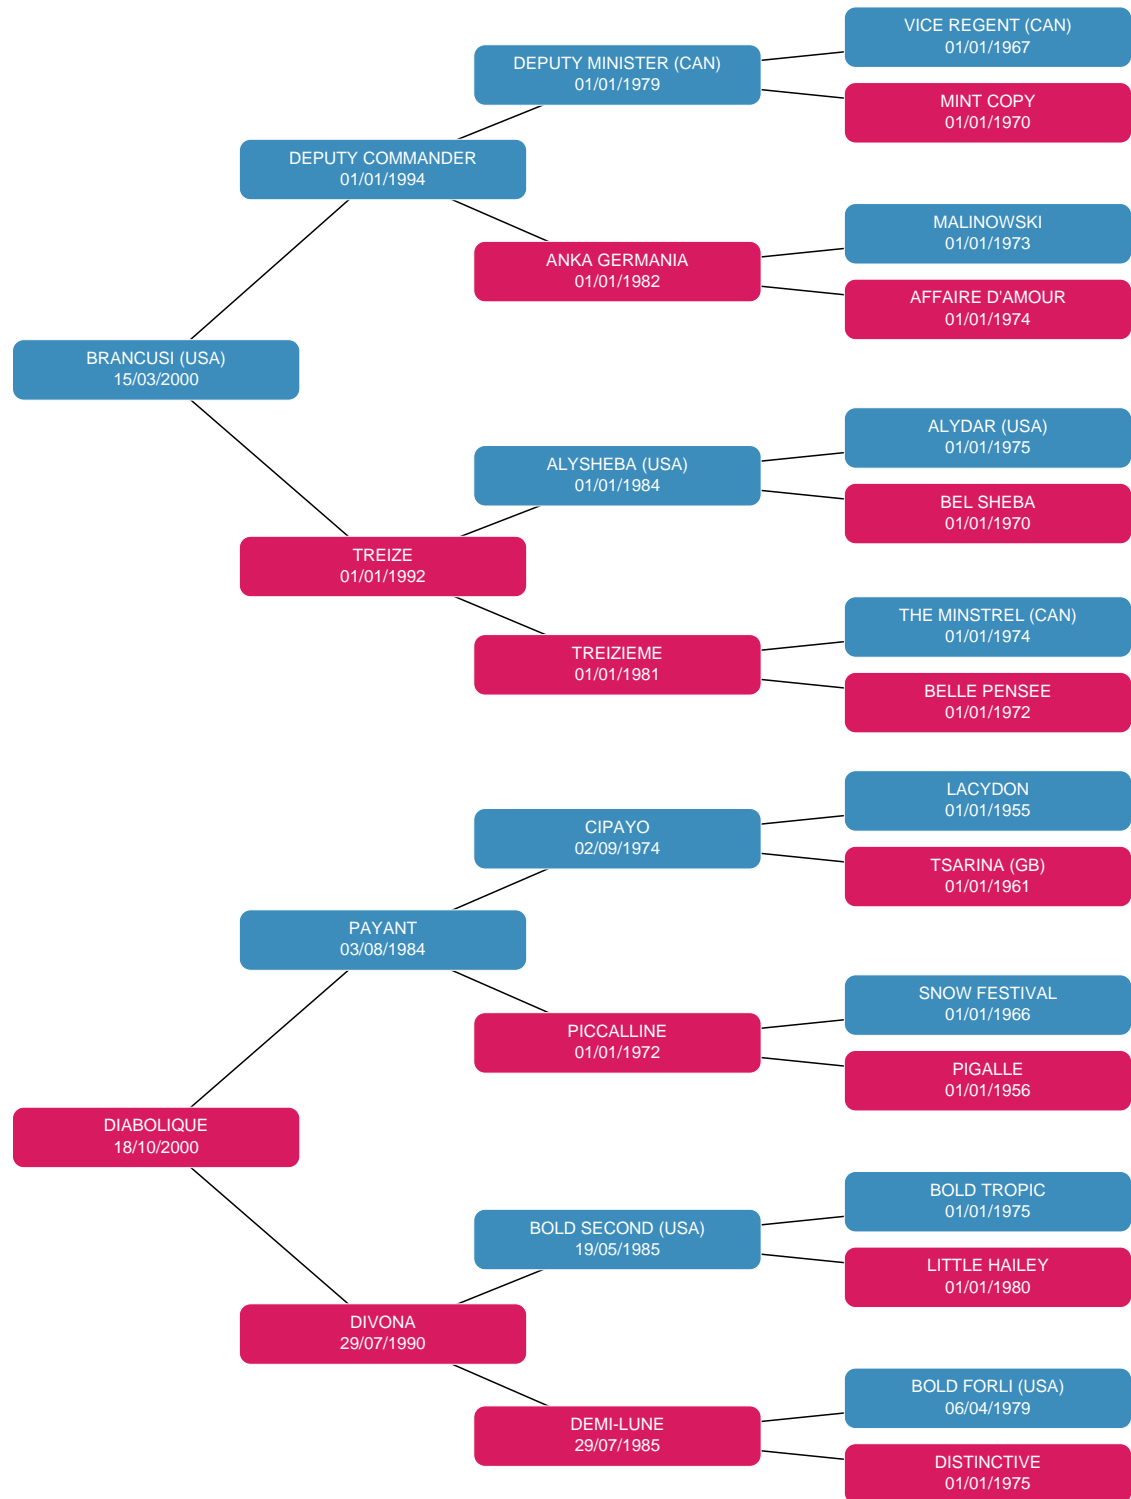 VICE REGENT (CAN)
01/01/1967
DEPUTY MINISTER (CAN)
01/01/1979
MINT COPY
01/01/1970
DEPUTY COMMANDER
01/01/1994
MALINOWSKI
01/01/1973
ANKA GERMANIA
01/01/1982
AFFAIRE D'AMOUR
01/01/1974
BRANCUSI (USA)
15/03/2000
ALYDAR (USA)
01/01/1975
ALYSHEBA (USA)
01/01/1984
BEL SHEBA
01/01/1970
TREIZE
01/01/1992
THE MINSTREL (CAN)
01/01/1974
TREIZIEME
01/01/1981
BELLE PENSEE
01/01/1972
LACYDON
01/01/1955
CIPAYO
02/09/1974
TSARINA (GB)
01/01/1961
PAYANT
03/08/1984
SNOW FESTIVAL
01/01/1966
PICCALLINE
01/01/1972
PIGALLE
01/01/1956
DIABOLIQUE
18/10/2000
BOLD TROPIC
01/01/1975
BOLD SECOND (USA)
19/05/1985
LITTLE HAILEY
01/01/1980
DIVONA
29/07/1990
BOLD FORLI (USA)
06/04/1979
DEMI-LUNE
29/07/1985
DISTINCTIVE
01/01/1975